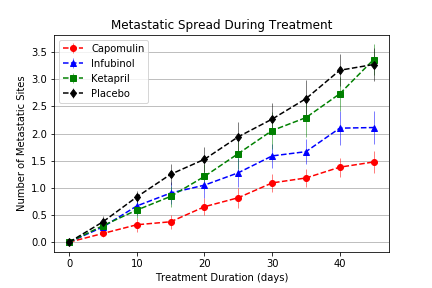 Metastatic Spread During Treatment
Capomulin
Infubinol
Ketapril
Placebo
Number of Metastatic Sites
3.5
3.0
2.5
2.0
1.5
1.0
0.5
0.0
0 10 20 30 40
Treatment Duration (days)